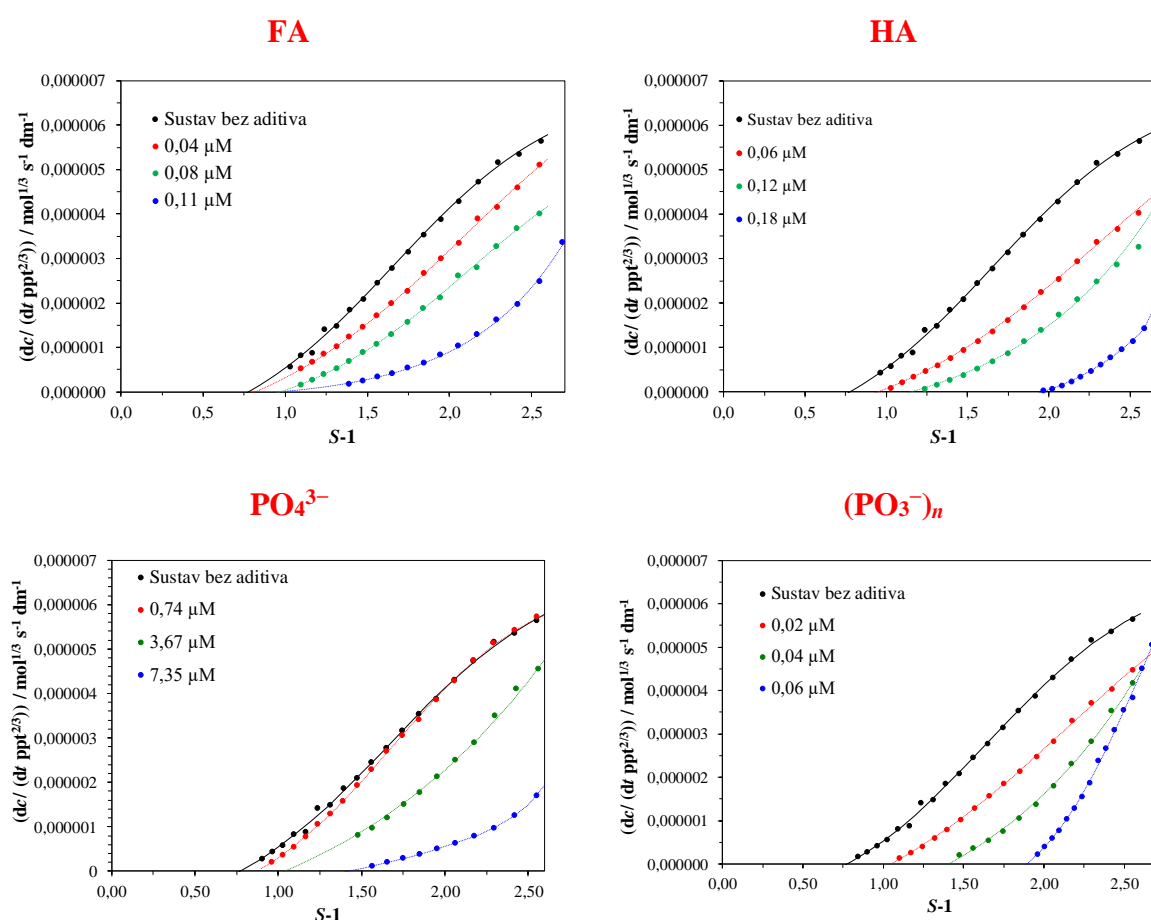 FA
(dc/ (dt ppt2/3)) / mol1/3 s-1 dm-1
0,000007
0,000006
0,000005
0,000004
0,000003
0,000002
0,000001
0,000000
Sustav bez aditiva
0,04 µM
0,08 µM
0,11 µM
0,0
0,5
1,0
1,5
2,0
2,5
S-1
HA
(dc/ (dt ppt2/3)) / mol1/3 s-1 dm-1
0,000007
0,000006
0,000005
0,000004
0,000003
0,000002
0,000001
0,000000
Sustav bez aditiva
0,06 µM
0,12 µM
0,18 µM
0,0
0,5
1,0
1,5
2,0
2,5
S-1
PO₄³⁻
(dc/ (dt ppt2/3)) / mol1/3 s-1 dm-1
0,000007
0,000006
0,000005
0,000004
0,000003
0,000002
0,000001
0
Sustav bez aditiva
0,74 µM
3,67 µM
7,35 µM
0,00
0,50
1,00
1,50
2,00
2,50
S-1
(PO₃⁻)n
(dc/ (dt ppt2/3)) / mol1/3 s-1 dm-1
0,000007
0,000006
0,000005
0,000004
0,000003
0,000002
0,000001
0,000000
Sustav bez aditiva
0,02 µM
0,04 µM
0,06 µM
0,00
0,50
1,00
1,50
2,00
2,50
S-1